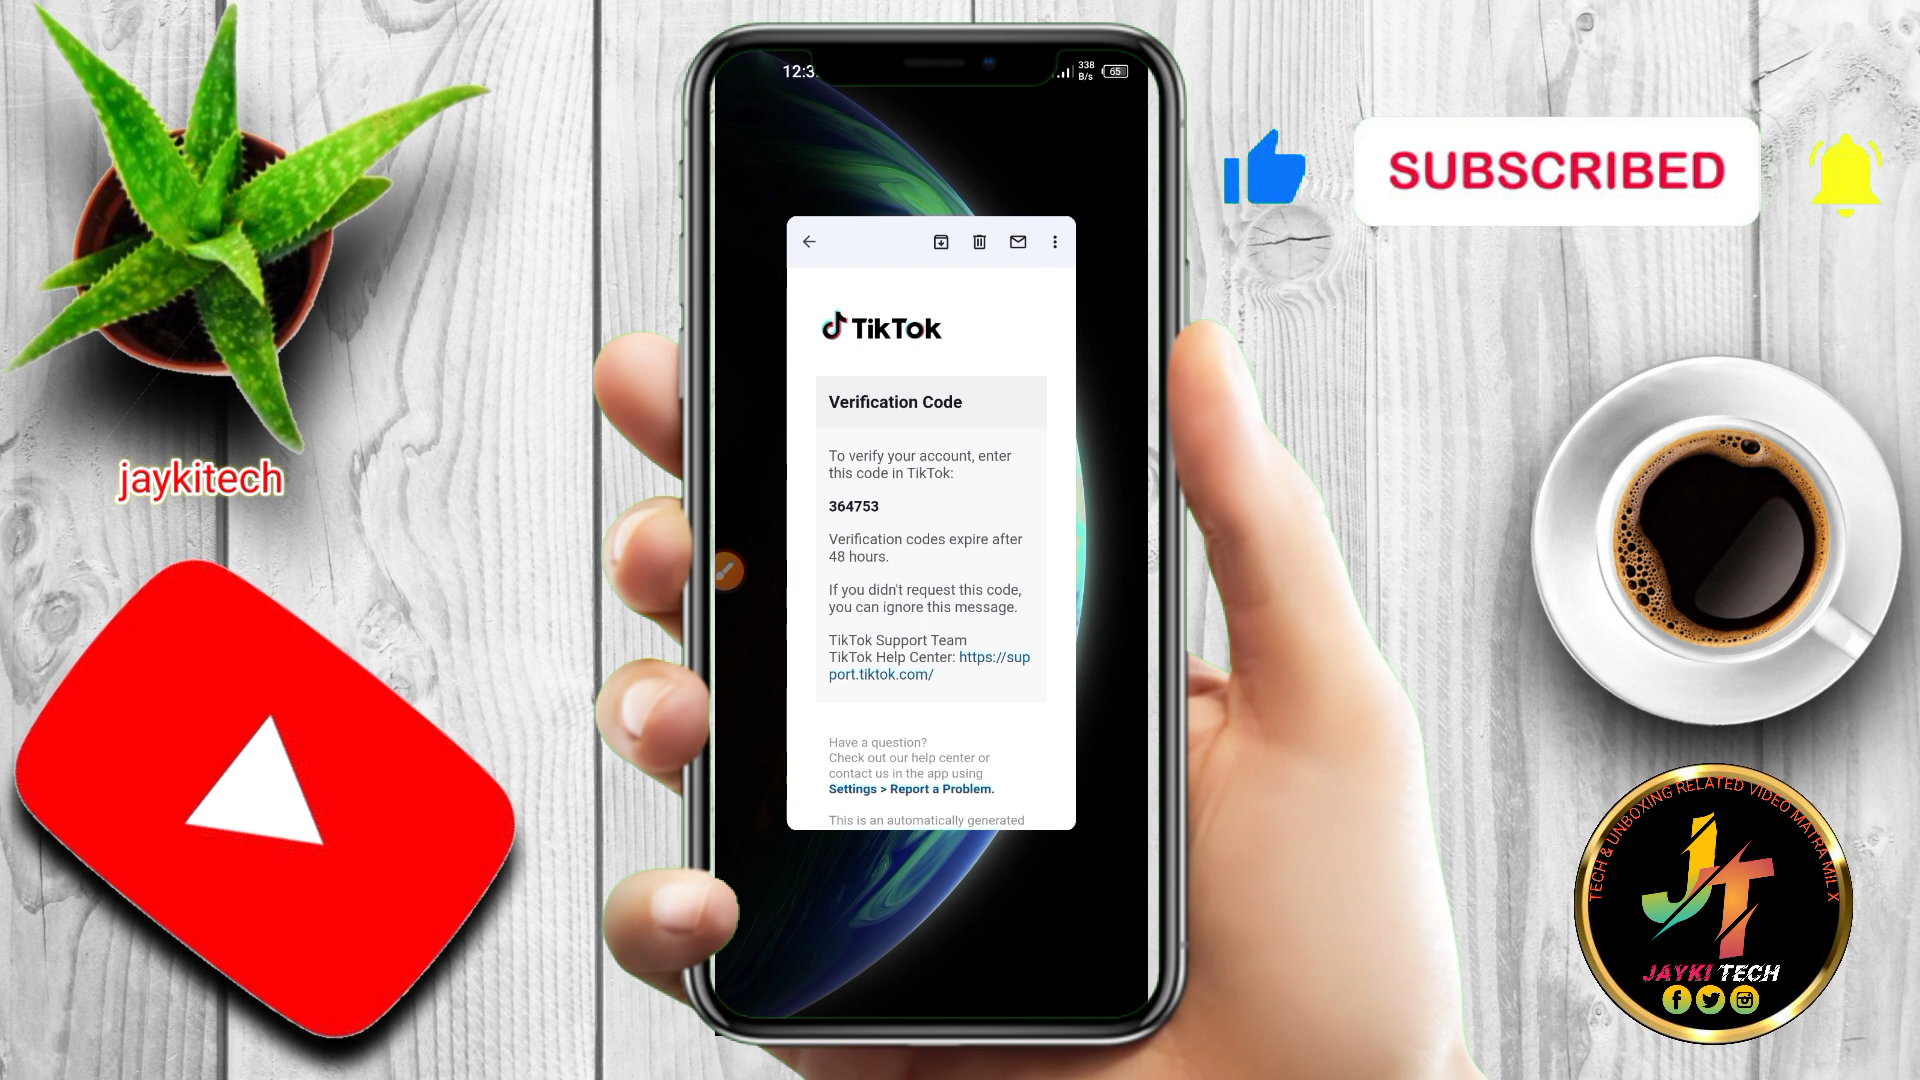 12:3
338
B/s
65
SUBSCRIBED
TikTok
Verification Code
To verify your account, enter
this code in TikTok:
364753
Verification codes expire after
48 hours.
If you didn't request this code,
you can ignore this message.
TikTok Support Team
TikTok Help Center: https://sup
port.tiktok.com/
Have a question?
Check out our help center or
contact us in the app using
Settings > Report a Problem.
This is an automatically generated
jaykitech
TECH & UNBOXING RELATED VIDEO MATRA MIL X
JT
JAYKI TECH